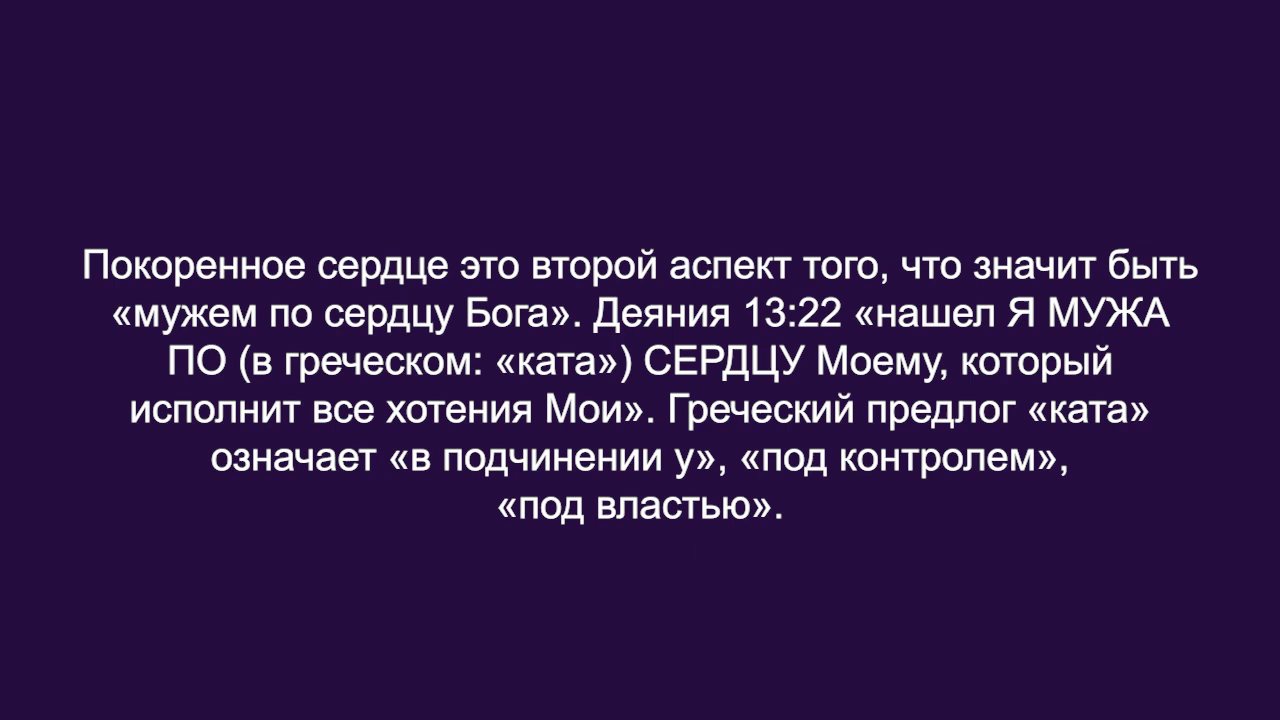 Покоренное сердце это второй аспект того, что значит быть
«мужем по сердцу Бога». Деяния 13:22 «нашел Я МУЖА
ПО (в греческом: «ката») СЕРДЦУ Моему, который
исполнит все хотения Мои». Греческий предлог «ката»
означает «в подчинении у», «под контролем»,
«под властью».